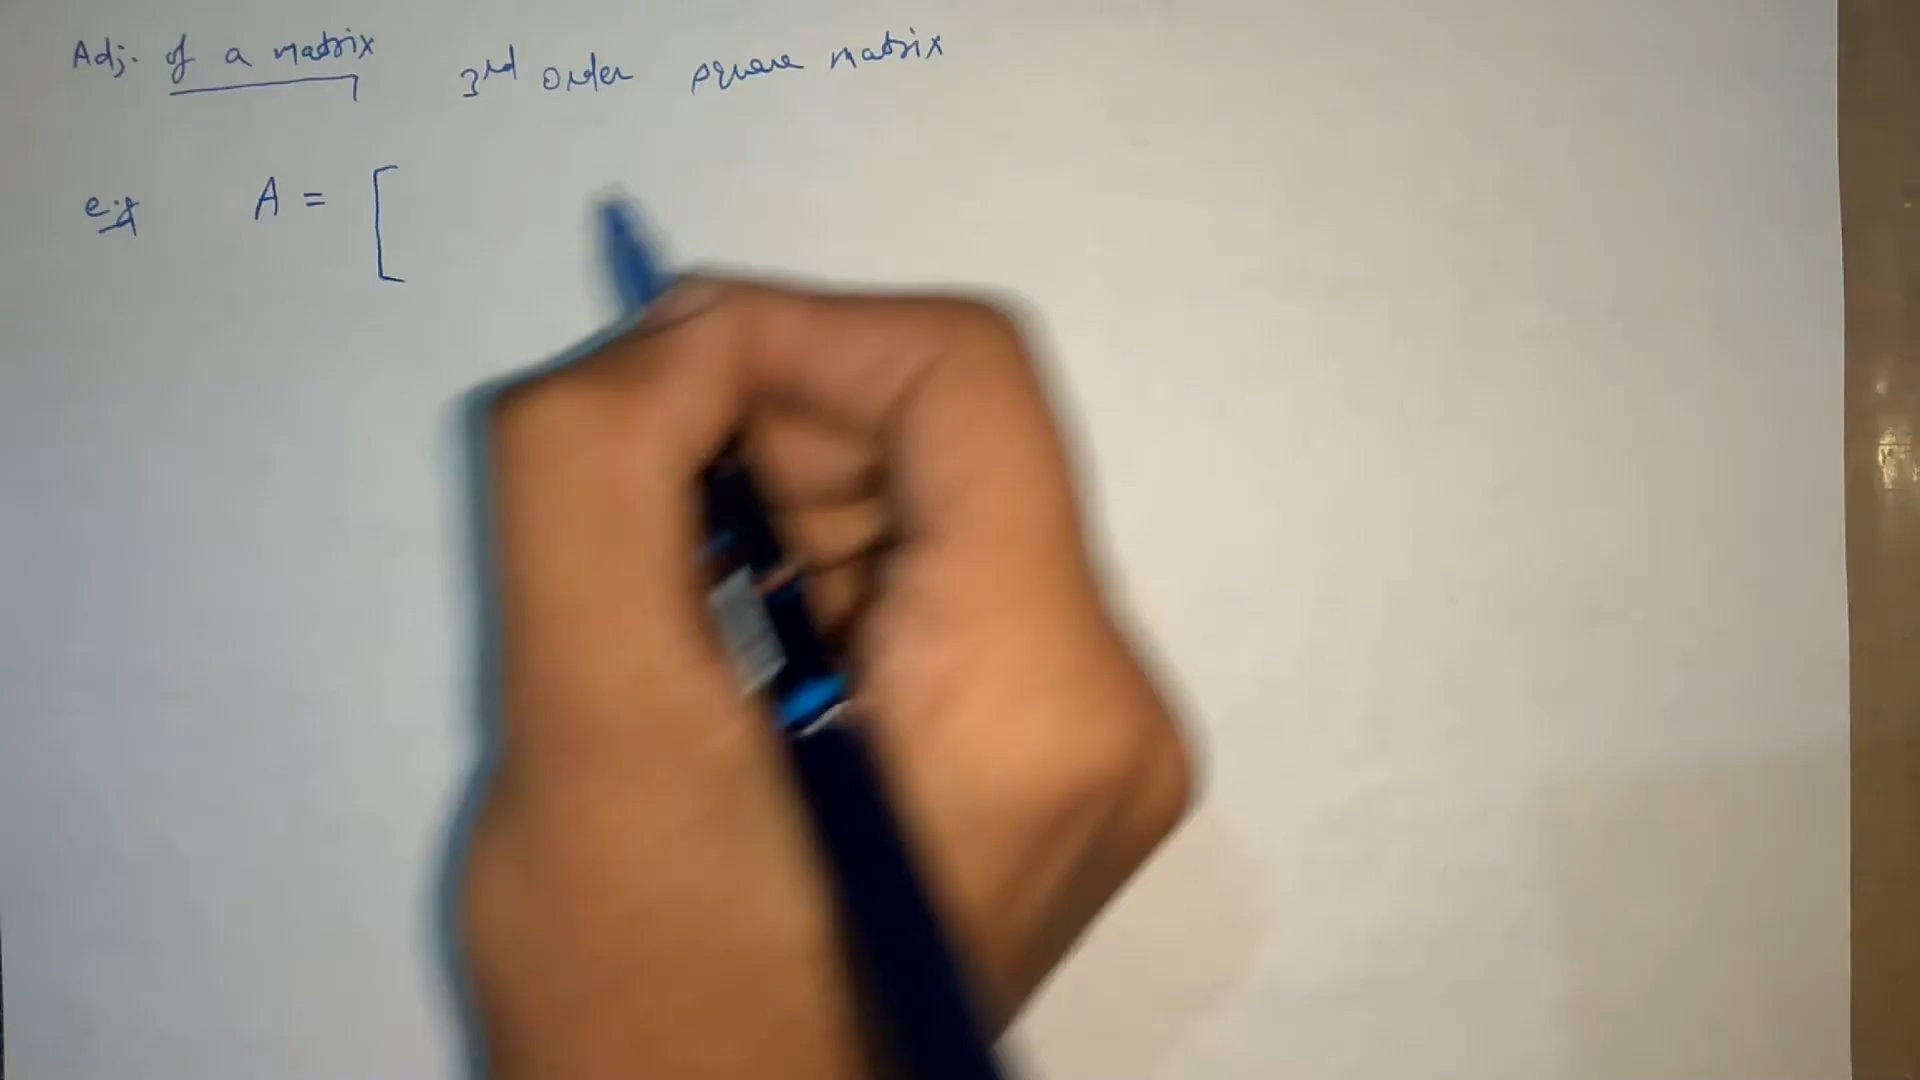 Adj. of a matrix 3rd order square matrix
e.g A = [